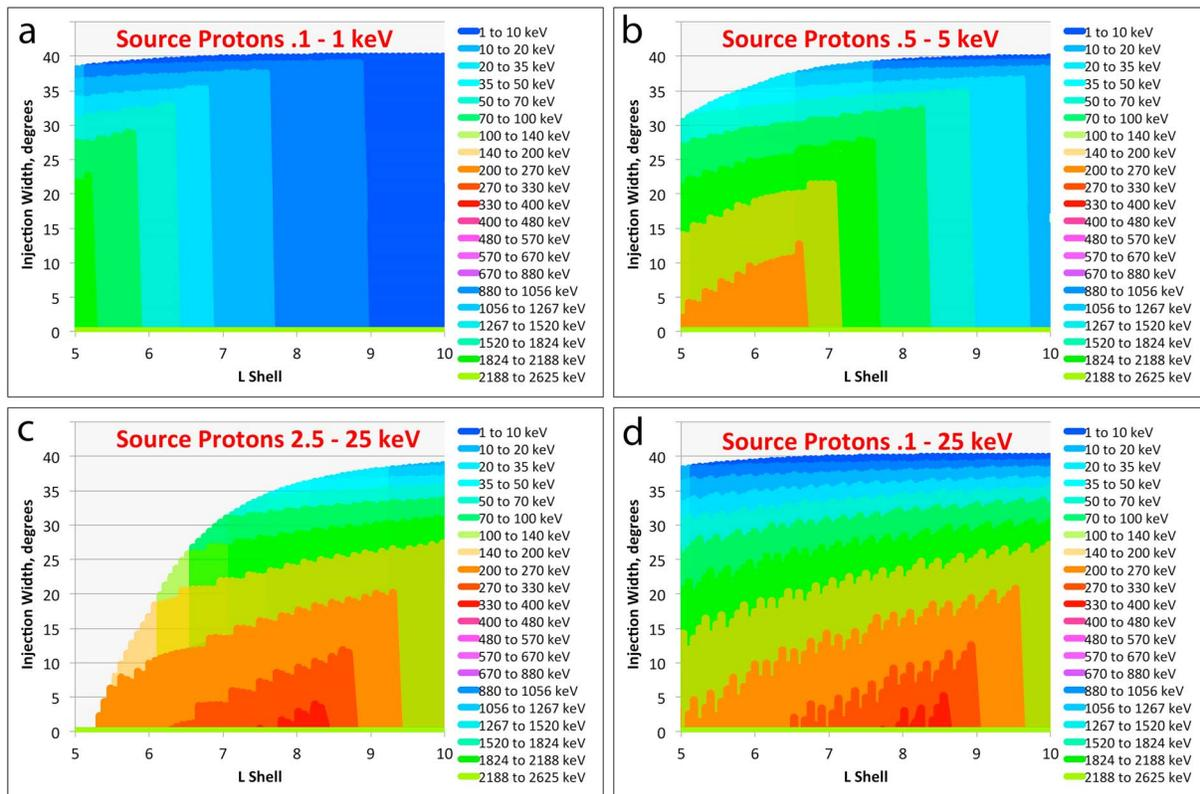 a
Source Protons .1 - 1 keV
Injection Width, degrees
40
35
30
25
20
15
10
5
0
5 6 7 8 9 10
L Shell
1 to 10 keV
10 to 20 keV
20 to 35 keV
35 to 50 keV
50 to 70 keV
70 to 100 keV
100 to 140 keV
140 to 200 keV
200 to 270 keV
270 to 330 keV
330 to 400 keV
400 to 480 keV
480 to 570 keV
570 to 670 keV
670 to 880 keV
880 to 1056 keV
1056 to 1267 keV
1267 to 1520 keV
1520 to 1824 keV
1824 to 2188 keV
2188 to 2625 keV
b
Source Protons .5 - 5 keV
Injection Width, degrees
40
35
30
25
20
15
10
5
0
5 6 7 8 9 10
L Shell
1 to 10 keV
10 to 20 keV
20 to 35 keV
35 to 50 keV
50 to 70 keV
70 to 100 keV
100 to 140 keV
140 to 200 keV
200 to 270 keV
270 to 330 keV
330 to 400 keV
400 to 480 keV
480 to 570 keV
570 to 670 keV
670 to 880 keV
880 to 1056 keV
1056 to 1267 keV
1267 to 1520 keV
1520 to 1824 keV
1824 to 2188 keV
2188 to 2625 keV
c
Source Protons 2.5 - 25 keV
Injection Width, degrees
40
35
30
25
20
15
10
5
0
5 6 7 8 9 10
L Shell
1 to 10 keV
10 to 20 keV
20 to 35 keV
35 to 50 keV
50 to 70 keV
70 to 100 keV
100 to 140 keV
140 to 200 keV
200 to 270 keV
270 to 330 keV
330 to 400 keV
400 to 480 keV
480 to 570 keV
570 to 670 keV
670 to 880 keV
880 to 1056 keV
1056 to 1267 keV
1267 to 1520 keV
1520 to 1824 keV
1824 to 2188 keV
2188 to 2625 keV
d
Source Protons .1 - 25 keV
Injection Width, degrees
40
35
30
25
20
15
10
5
0
5 6 7 8 9 10
L Shell
1 to 10 keV
10 to 20 keV
20 to 35 keV
35 to 50 keV
50 to 70 keV
70 to 100 keV
100 to 140 keV
140 to 200 keV
200 to 270 keV
270 to 330 keV
330 to 400 keV
400 to 480 keV
480 to 570 keV
570 to 670 keV
670 to 880 keV
880 to 1056 keV
1056 to 1267 keV
1267 to 1520 keV
1520 to 1824 keV
1824 to 2188 keV
2188 to 2625 keV